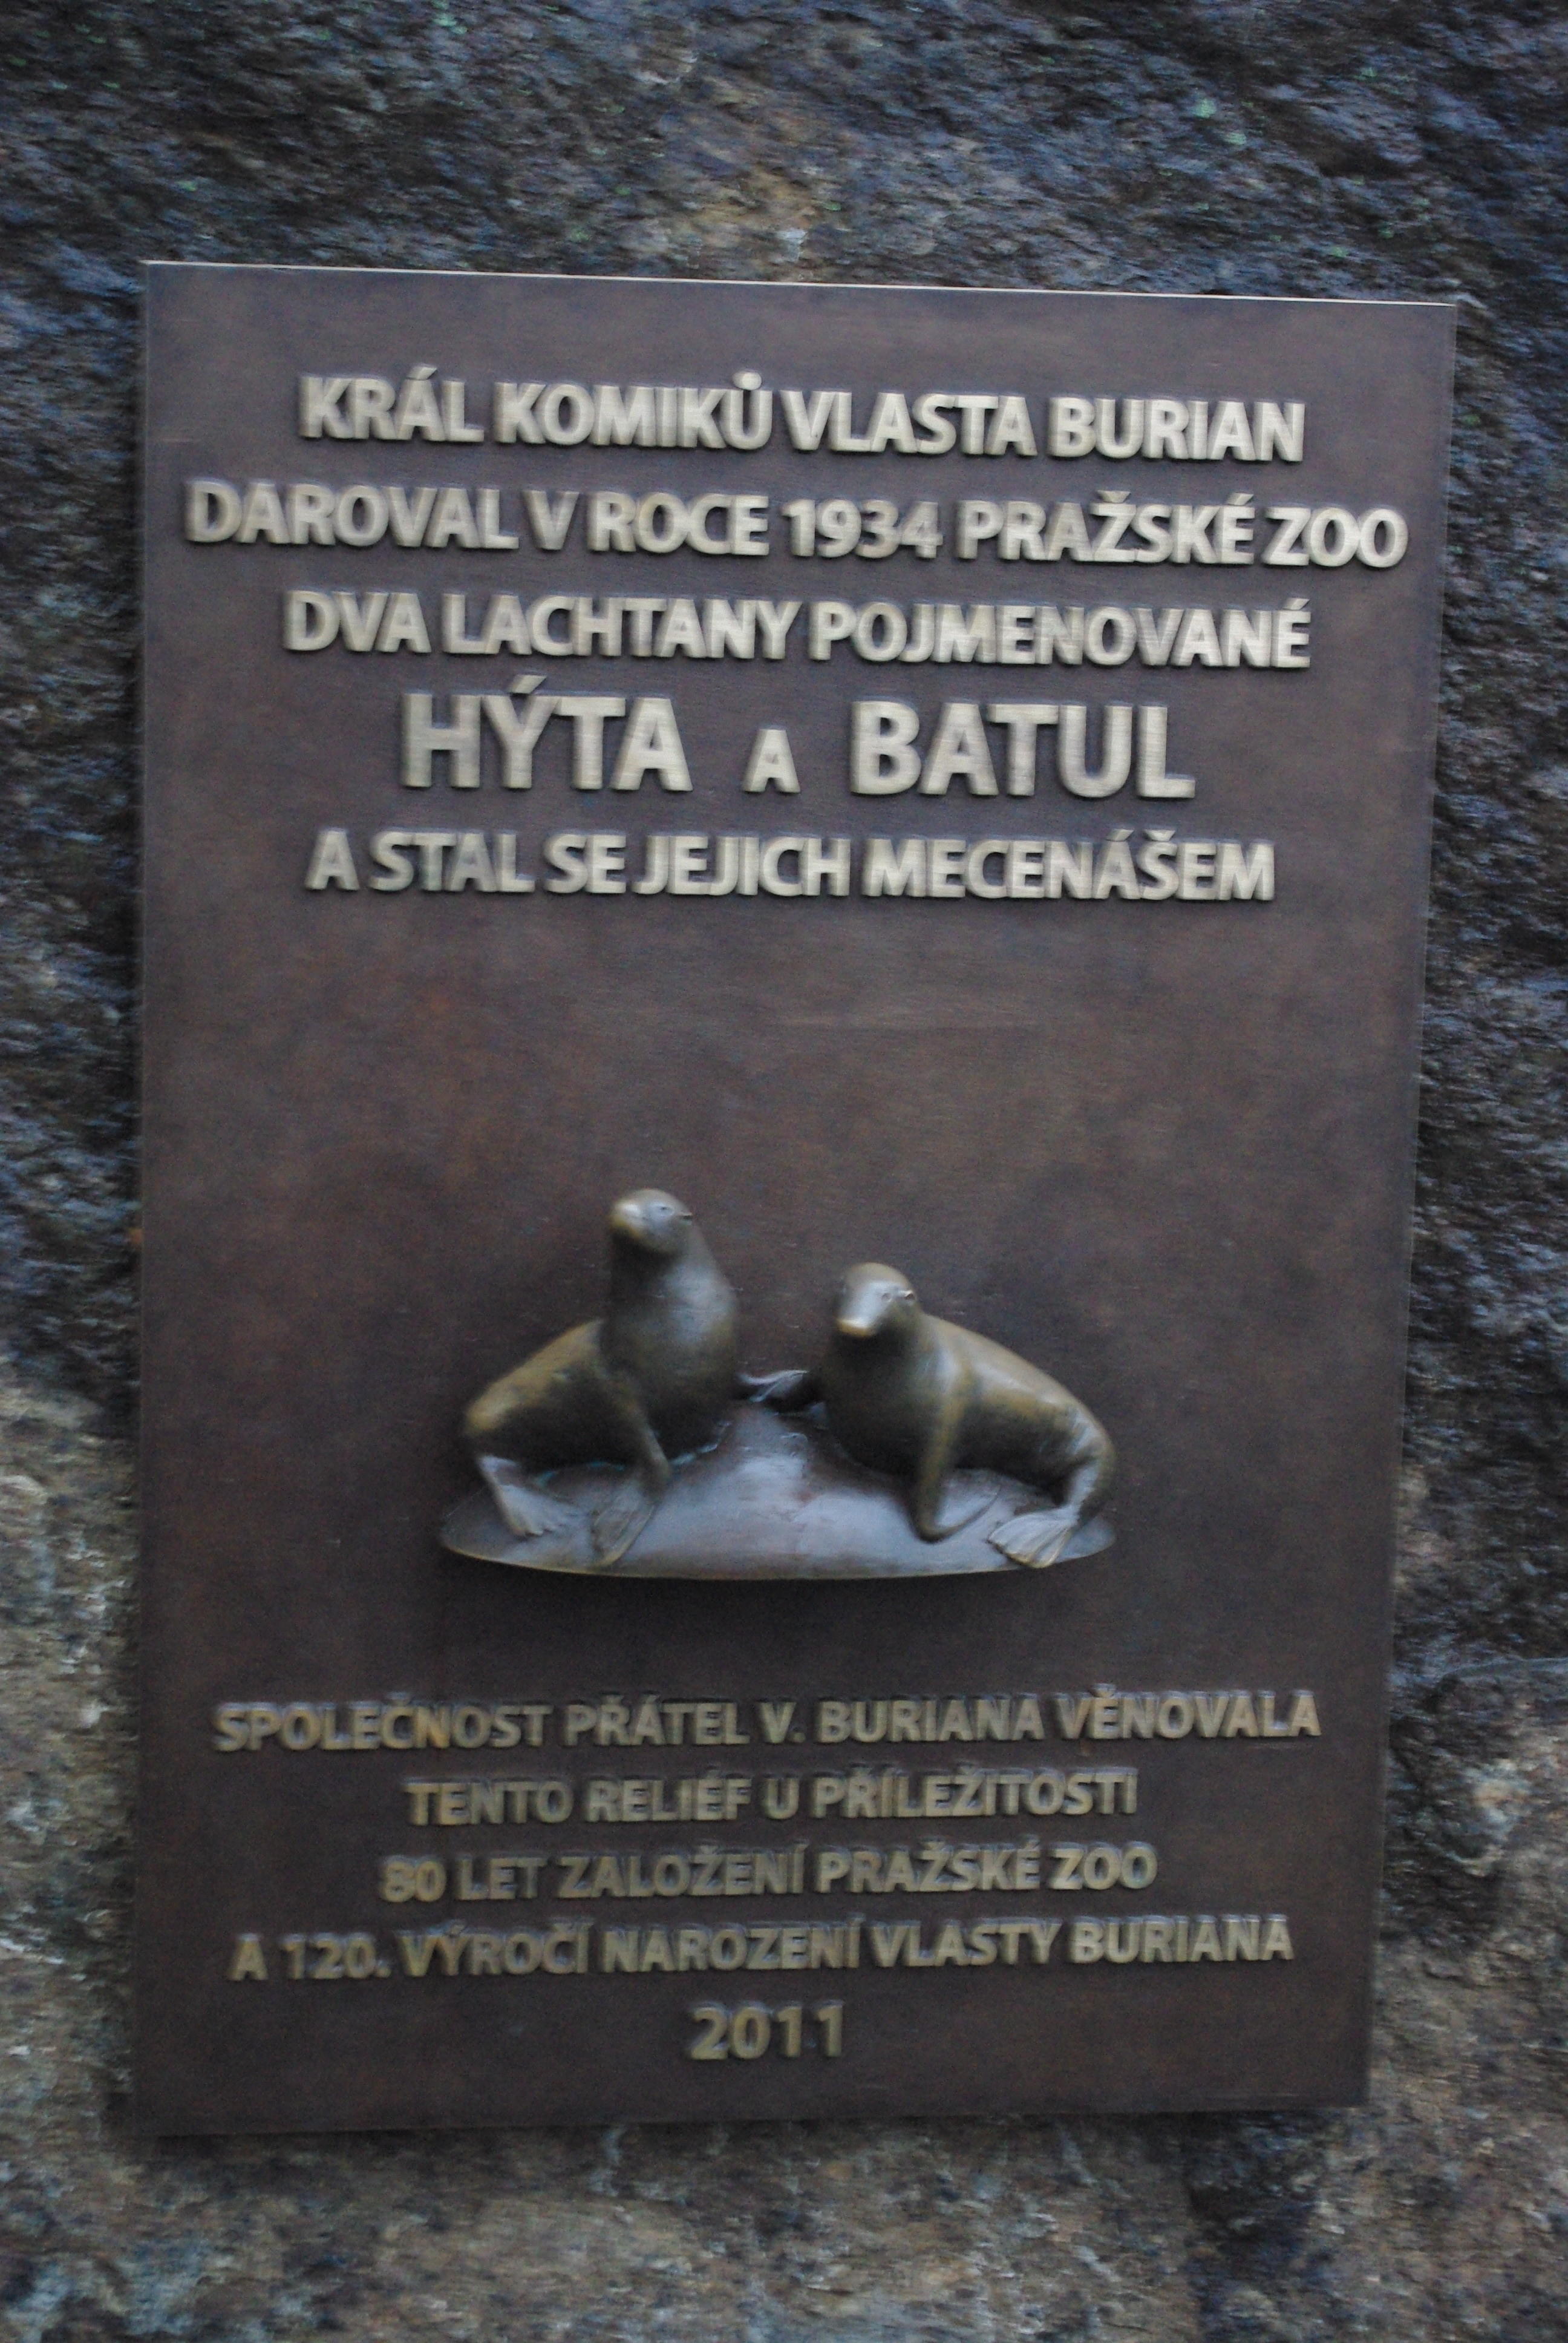 KRÁL KOMIKŮ VLASTA BURIAN
DAROVAL V ROCE 1934 PRAŽSKÉ ZOO
DVA LACHTANY POJMENOVANÉ
HÝTA A BATUL
A STAL SE JEJICH MECENÁŠEM
SPOLEČNOST PŘÁTEL V. BURIANA VĚNOVALA
TENTO RELIÉF U PŘÍLEŽITOSTI
80 LET ZALOŽENÍ PRAŽSKÉ ZOO
A 120. VÝROČÍ NAROZENÍ VLASTY BURIANA
2011